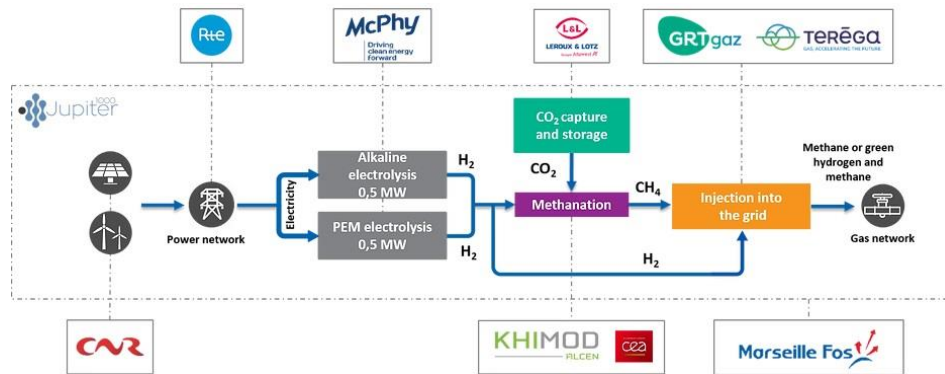 Rte
McPhy
Driving
clean energy
forward
L&L
LEROUX & LOTZ
GRTgaz
TERĒGA
GAS, ACCELERATING THE FUTURE
Jupiter 1000
CO₂ capture
and storage
Methane or green
hydrogen and
methane
Alkaline
electrolysis
0,5 MW
H₂
CO₂
Electricity
Methanation
CH₄
Injection into
the grid
Power network
PEM electrolysis
0,5 MW
H₂
H₂
Gas network
CNR
KHIMOD
ALCEN
cea
Marseille Fos